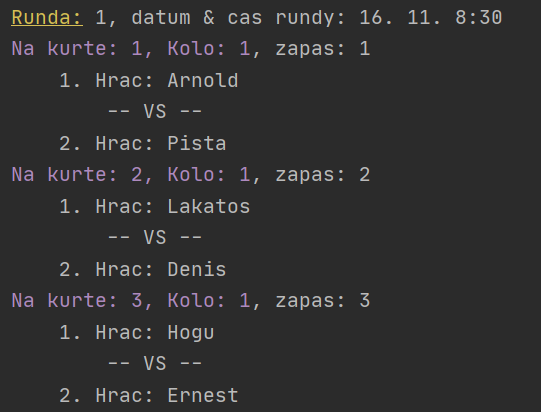 Runda: 1, datum & cas rundy: 16. 11. 8:30
Na kurte: 1, Kolo: 1, zapas: 1
1. Hrac: Arnold
-- VS --
2. Hrac: Pista
Na kurte: 2, Kolo: 1, zapas: 2
1. Hrac: Lakatos
-- VS --
2. Hrac: Denis
Na kurte: 3, Kolo: 1, zapas: 3
1. Hrac: Hogu
-- VS --
2. Hrac: Ernest